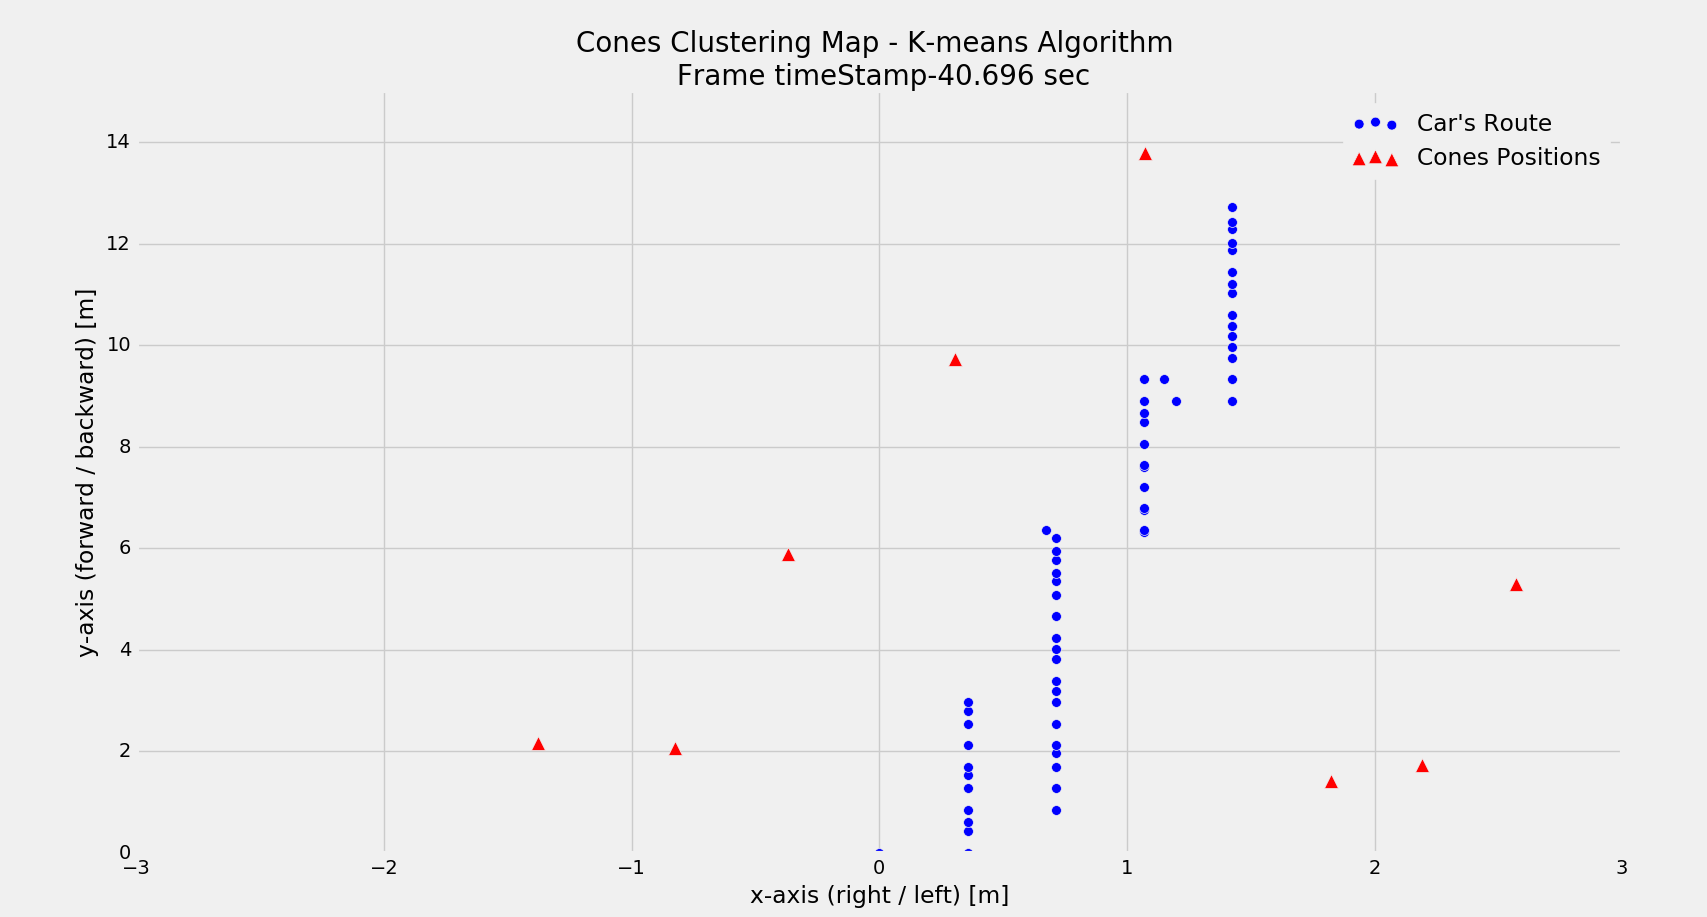 Cones Clustering Map - K-means Algorithm
Frame timeStamp-40.696 sec
Car's Route
Cones Positions
y-axis (forward / backward) [m]
14
12
10
8
6
4
2
0
−3 −2 −1 0 1 2 3
x-axis (right / left) [m]